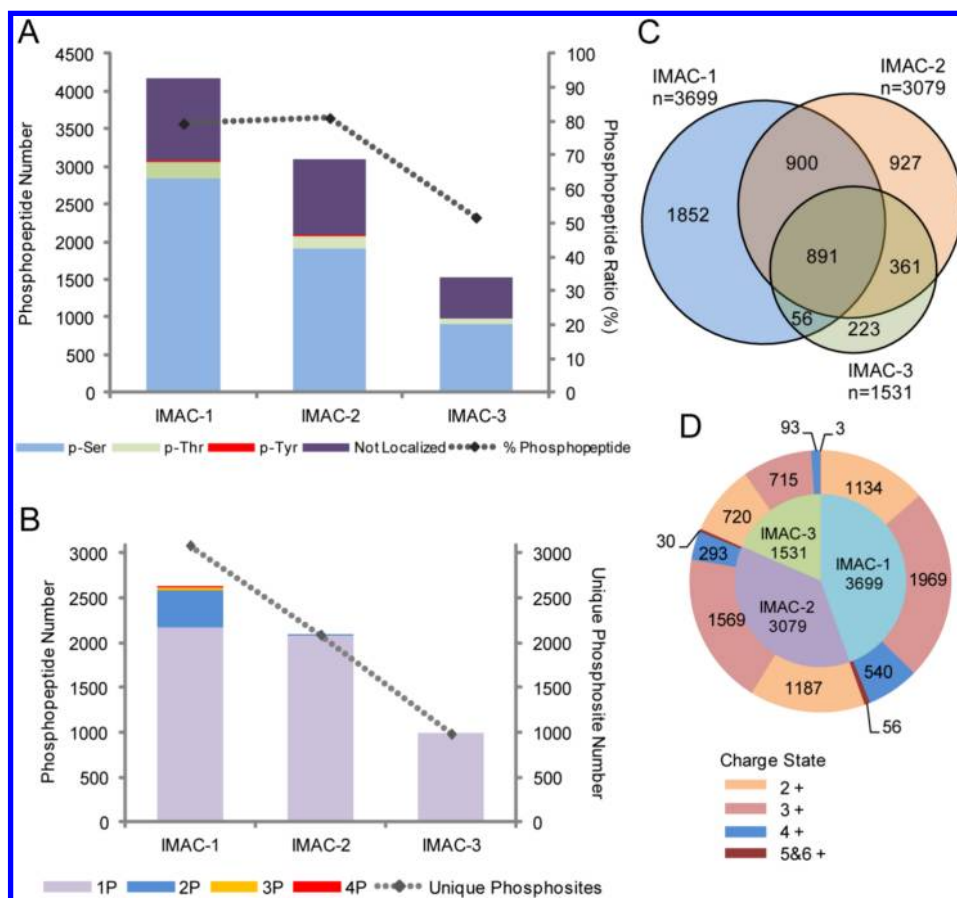 A
Phosphopeptide Number
4500
4000
3500
3000
2500
2000
1500
1000
500
0
100
90
80
70
60
50
40
30
20
10
0
Phosphopeptide Ratio (%)
IMAC-1 IMAC-2 IMAC-3
p-Ser p-Thr p-Tyr Not Localized % Phosphopeptide
B
Phosphopeptide Number
3000
2500
2000
1500
1000
500
0
3000
2500
2000
1500
1000
500
0
Unique Phosphosite Number
IMAC-1 IMAC-2 IMAC-3
1P 2P 3P 4P Unique Phosphosites
C
IMAC-1
n=3699
IMAC-2
n=3079
900
927
1852
891
361
56
223
IMAC-3
n=1531
D
93
3
715
1134
720
IMAC-3
1531
IMAC-1
3699
30
293
1969
IMAC-2
3079
1569
540
1187
56
Charge State
2 +
3 +
4 +
5&6 +